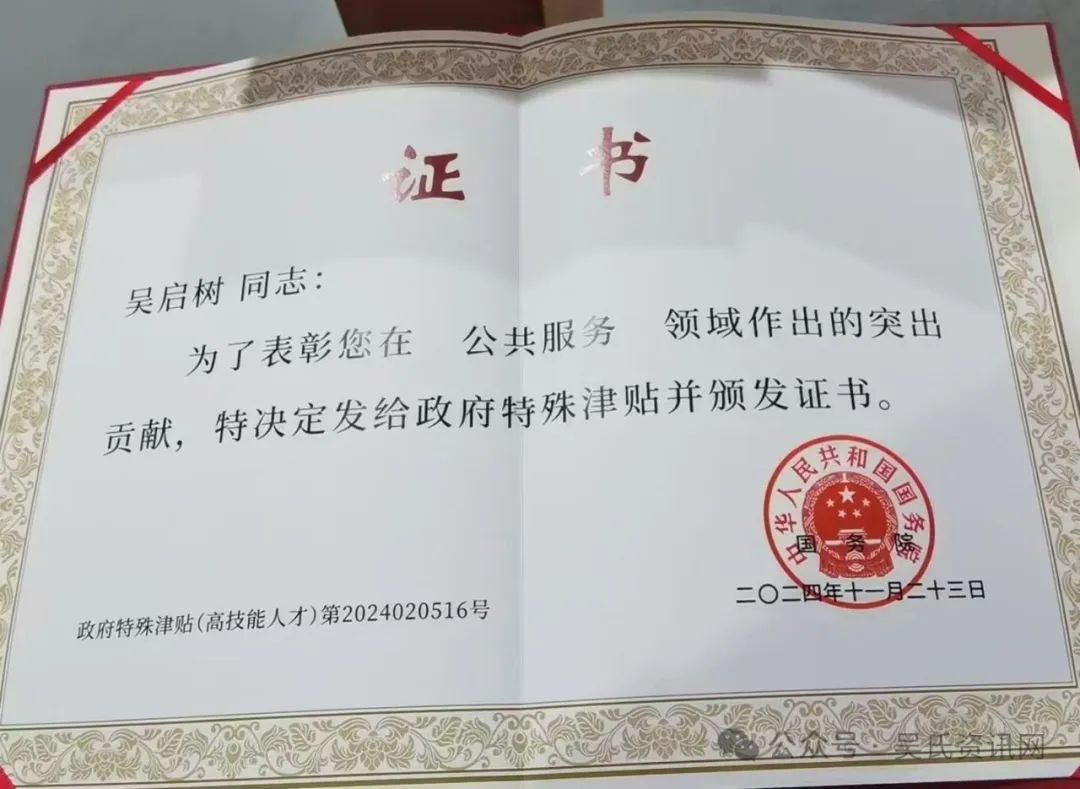 证 书
吴启树 同志：
为了表彰您在 公共服务 领域作出的突出
贡献，特决定发给政府特殊津贴并颁发证书。
中华人民共和国国务院
国 务 院
二〇二四年十一月二十三日
政府特殊津贴(高技能人才)第2024020516号
公众号·吴氏资讯网